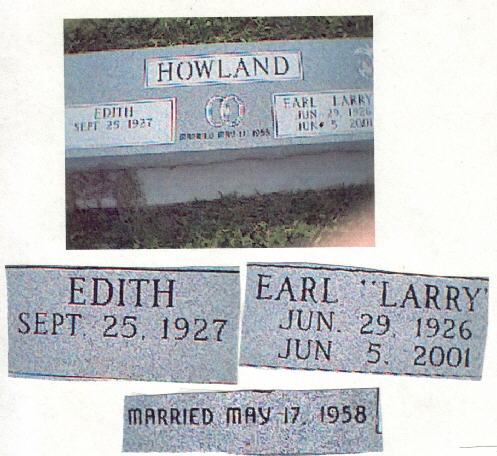 HOWLAND
EDITH
SEPT 25, 1927
EARL LARRY
JUN. 29, 1926
JUN 5 2001
MARRIED MAY 17, 1958
EDITH
SEPT. 25, 1927
EARL "LARRY"
JUN. 29, 1926
JUN 5, 2001
MARRIED MAY 17, 1958